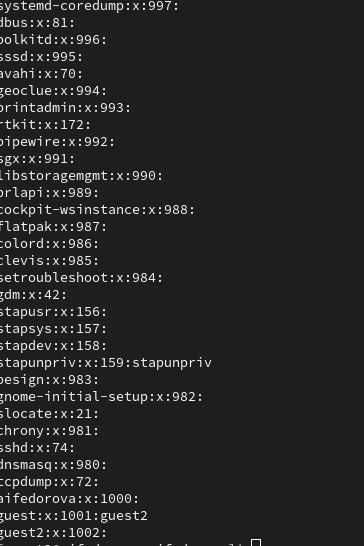 systemd-coredump:x:997:
dbus:x:81:
polkitd:x:996:
sssd:x:995:
avahi:x:70:
geoclue:x:994:
printadmin:x:993:
rtkit:x:172:
pipewire:x:992:
sgx:x:991:
libstoragemgmt:x:990:
brlapi:x:989:
cockpit-wsinstance:x:988:
flatpak:x:987:
colord:x:986:
clevis:x:985:
setroubleshoot:x:984:
gdm:x:42:
stapusr:x:156:
stapsys:x:157:
stapdev:x:158:
stapunpriv:x:159:stapunpriv
pesign:x:983:
gnome-initial-setup:x:982:
slocate:x:21:
chrony:x:981:
sshd:x:74:
dnsmasq:x:980:
tcpdump:x:72:
aifedorova:x:1000:
guest:x:1001:guest2
guest2:x:1002: